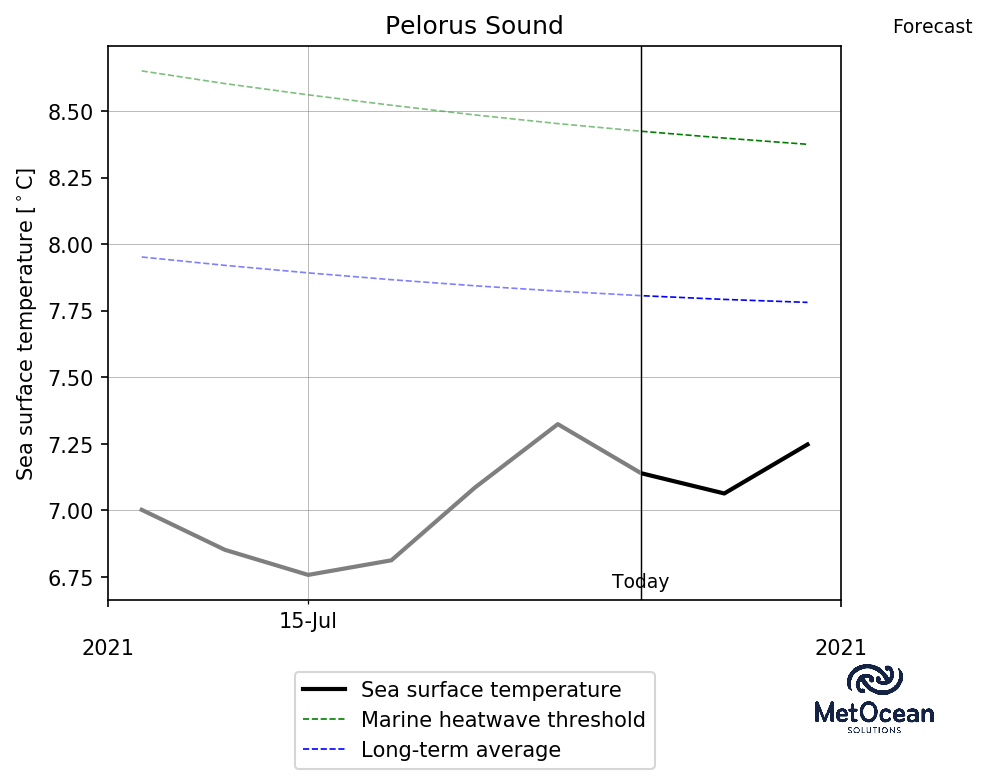 Pelorus Sound
Forecast
Sea surface temperature [°C]
8.50
8.25
8.00
7.75
7.50
7.25
7.00
6.75
Today
15-Jul
2021
2021
Sea surface temperature
Marine heatwave threshold
Long-term average
MetOcean
SOLUTIONS